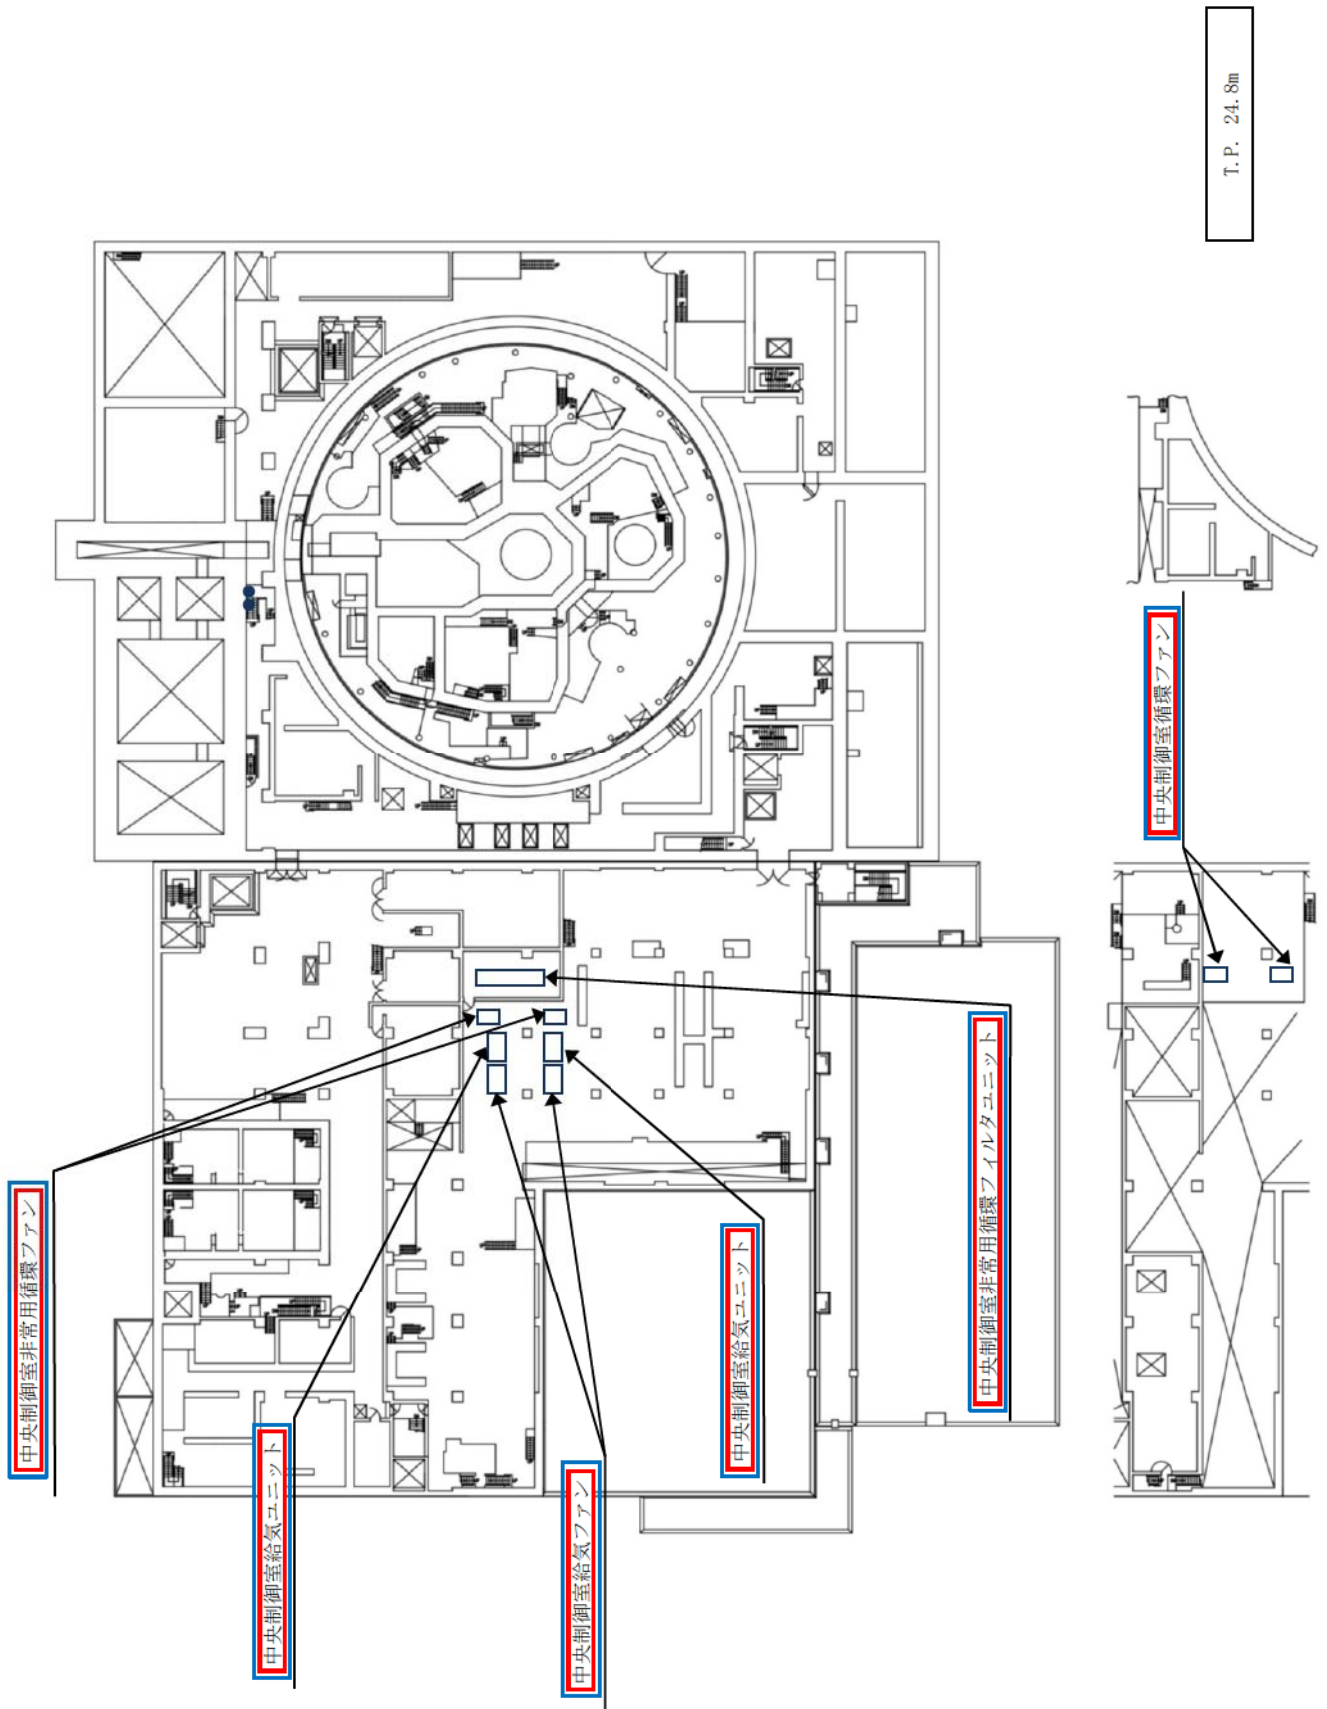 T.P. 24.8m
中央制御室循環ファン
中央制御室非常用循環フィルタユニット
中央制御室給気ユニット
中央制御室給気ファン
中央制御室給気ユニット
中央制御室非常用循環ファン